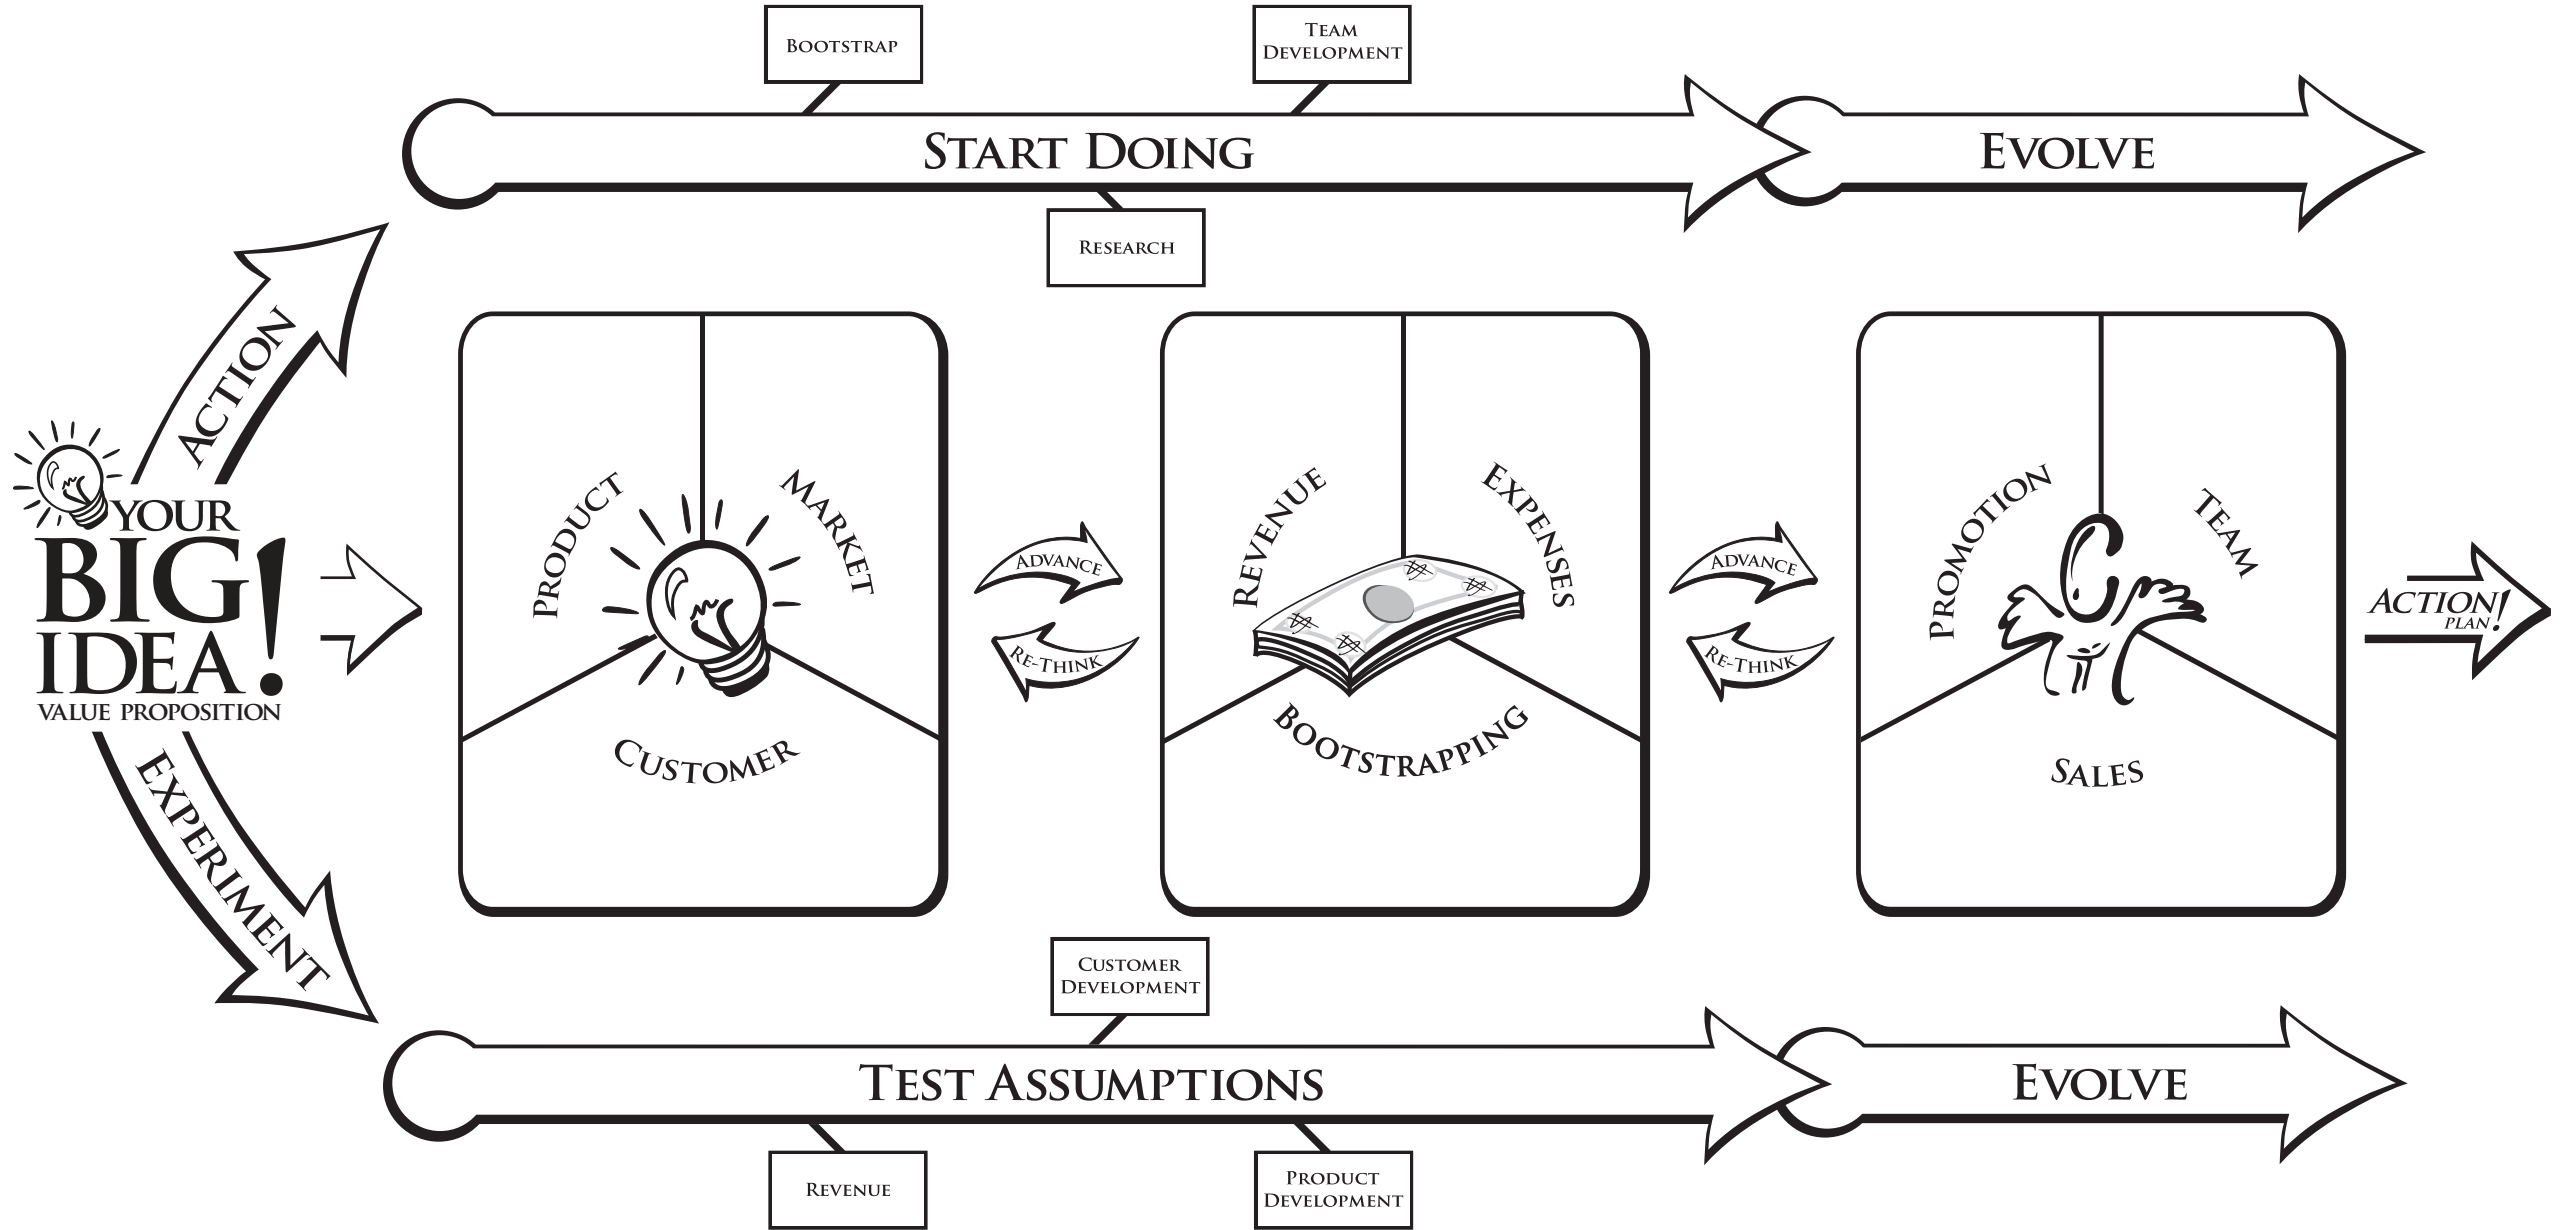 Bootstrap
Team
Development
Start Doing
Evolve
Research
Action
Your
BIG
IDEA!
Value Proposition
Experiment
Product
Market
Customer
Advance
Re-Think
Revenue
Expenses
Bootstrapping
Advance
Re-Think
Promotion
Team
Sales
Action!
Plan
Customer
Development
Test Assumptions
Evolve
Revenue
Product
Development